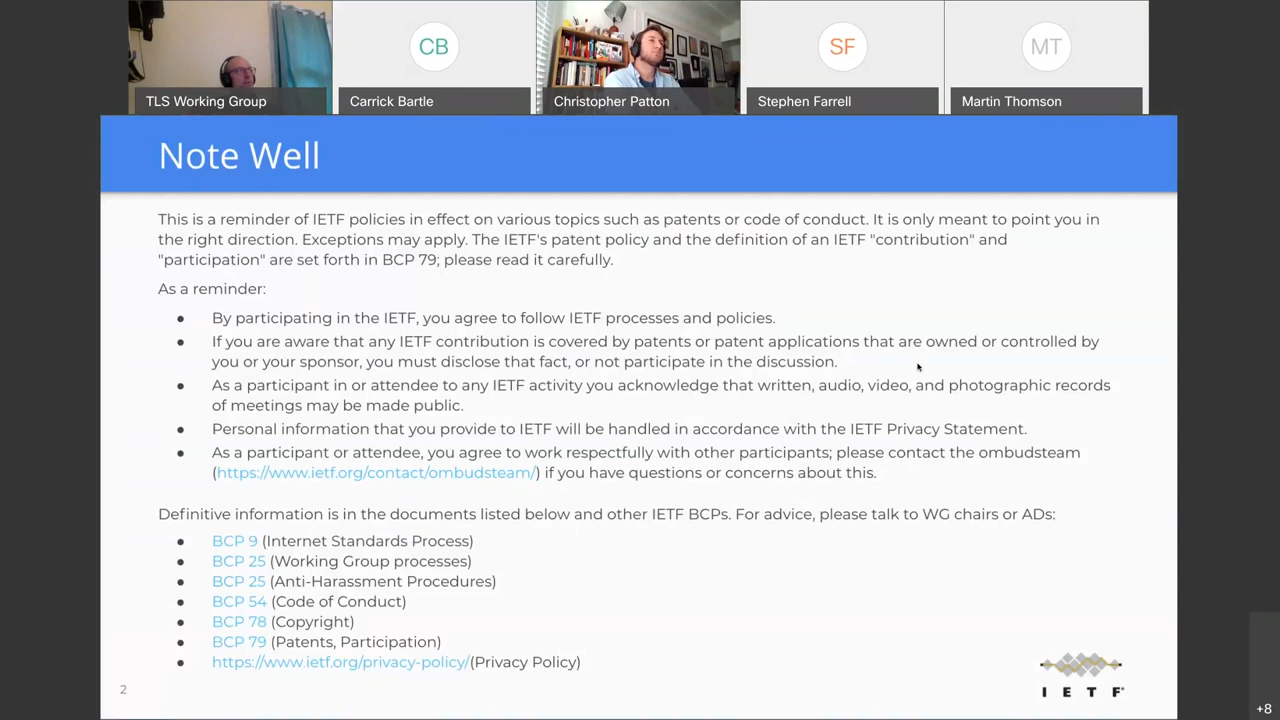 CB
SF
MT
TLS Working Group
Carrick Bartle
Christopher Patton
Stephen Farrell
Martin Thomson
Note Well
This is a reminder of IETF policies in effect on various topics such as patents or code of conduct. It is only meant to point you in
the right direction. Exceptions may apply. The IETF's patent policy and the definition of an IETF "contribution" and
"participation" are set forth in BCP 79; please read it carefully.
As a reminder:
● By participating in the IETF, you agree to follow IETF processes and policies.
● If you are aware that any IETF contribution is covered by patents or patent applications that are owned or controlled by
you or your sponsor, you must disclose that fact, or not participate in the discussion.
● As a participant in or attendee to any IETF activity you acknowledge that written, audio, video, and photographic records
of meetings may be made public.
● Personal information that you provide to IETF will be handled in accordance with the IETF Privacy Statement.
● As a participant or attendee, you agree to work respectfully with other participants; please contact the ombudsteam
(https://www.ietf.org/contact/ombudsteam/) if you have questions or concerns about this.
Definitive information is in the documents listed below and other IETF BCPs. For advice, please talk to WG chairs or ADs:
● BCP 9 (Internet Standards Process)
● BCP 25 (Working Group processes)
● BCP 25 (Anti-Harassment Procedures)
● BCP 54 (Code of Conduct)
● BCP 78 (Copyright)
● BCP 79 (Patents, Participation)
● https://www.ietf.org/privacy-policy/(Privacy Policy)
2
I E T F®
+8